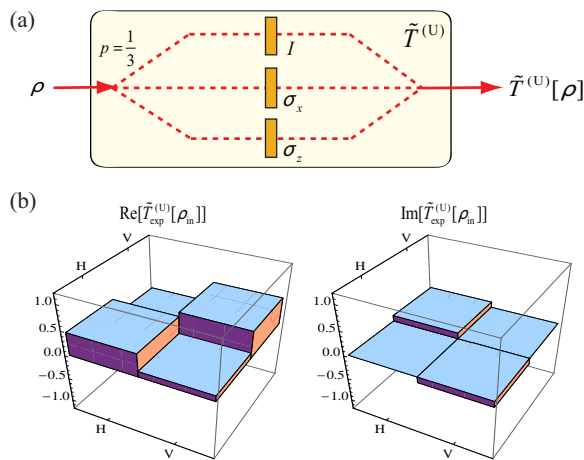 (a)
p = 1/3
T̃^(U)
I
ρ
σ_x
T̃^(U)[ρ]
σ_z
(b)
Re[T̃_exp^(U)[ρ_in]]
Im[T̃_exp^(U)[ρ_in]]
V
H
1.0
0.5
0.0
−0.5
−1.0
H
V
V
H
1.0
0.5
0.0
−0.5
−1.0
H
V